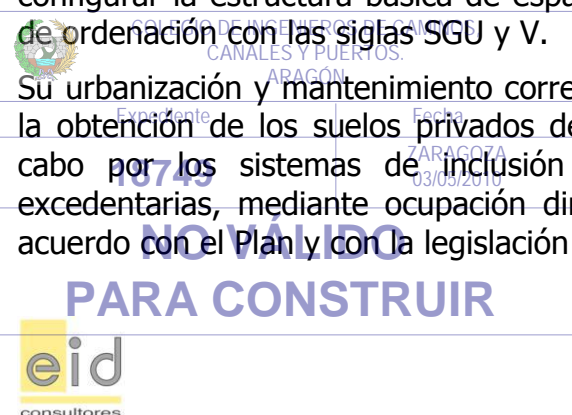 configurar la estructura básica de espa
de ordenación con las siglas SGU y V.
COLEGIO DE INGENIEROS DE CAMINOS,
CANALES Y PUERTOS.
ARAGÓN
Su urbanización y mantenimiento corre
Expediente Fecha
la obtención de los suelos privados de
ZARAGOZA
cabo por los sistemas de inclusión
03/05/2010
excedentarias, mediante ocupación dir
acuerdo con el Plan y con la legislación
NO VÁLIDO
PARA CONSTRUIR
eid
consultores